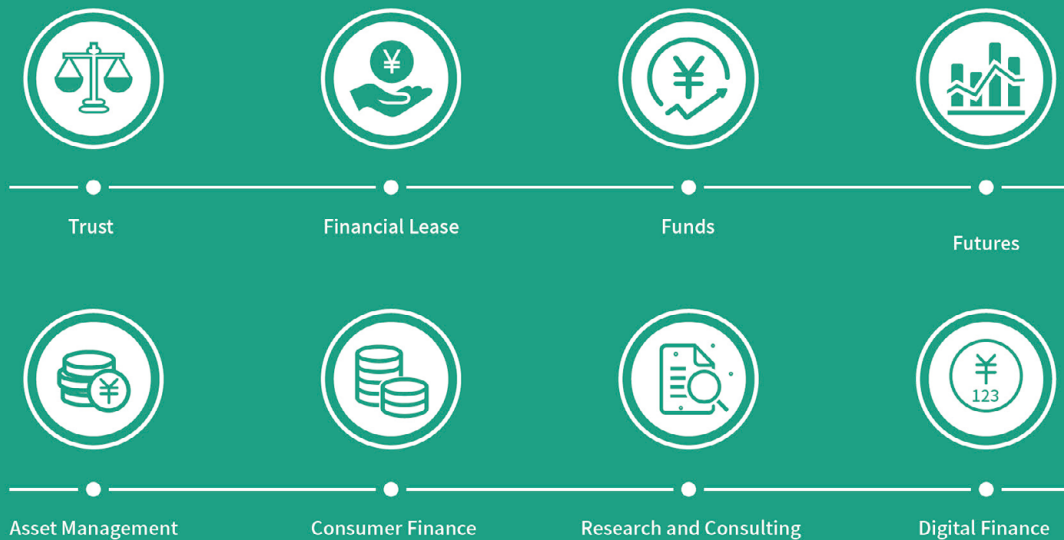 ¥
¥
Trust
Financial Lease
Funds
Futures
¥
¥
123
Asset Management
Consumer Finance
Research and Consulting
Digital Finance